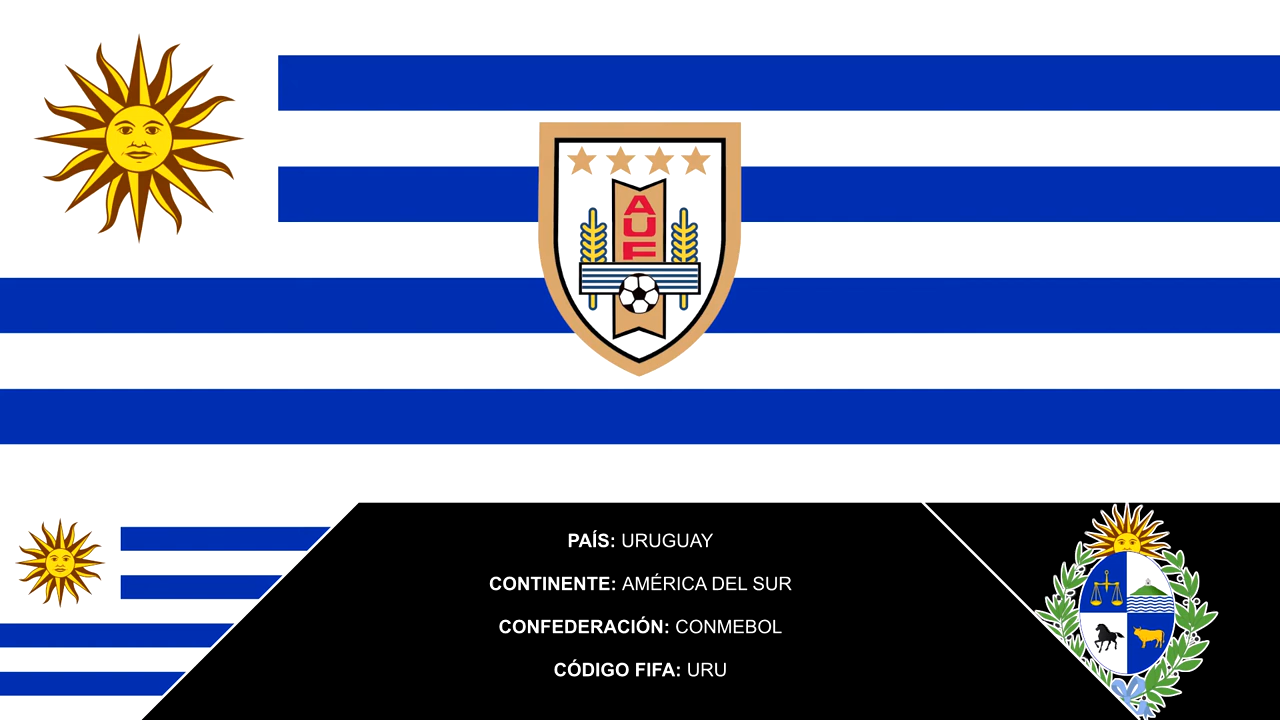 AUF
PAÍS: URUGUAY
CONTINENTE: AMÉRICA DEL SUR
CONFEDERACIÓN: CONMEBOL
CÓDIGO FIFA: URU